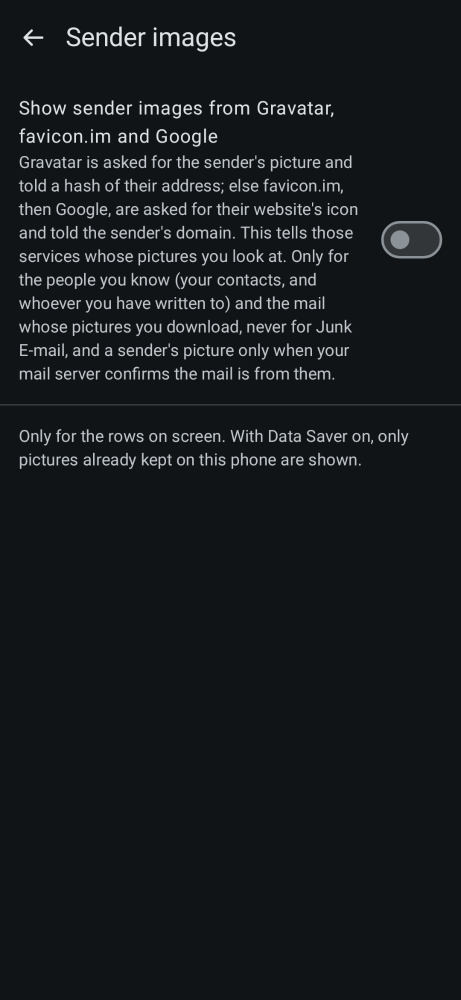 Sender images
Show sender images from Gravatar,
favicon.im and Google
Gravatar is asked for the sender's picture and
told a hash of their address; else favicon.im,
then Google, are asked for their website's icon
and told the sender's domain. This tells those
services whose pictures you look at. Only for
the people you know (your contacts, and
whoever you have written to) and the mail
whose pictures you download, never for Junk
E-mail, and a sender's picture only when your
mail server confirms the mail is from them.
Only for the rows on screen. With Data Saver on, only
pictures already kept on this phone are shown.